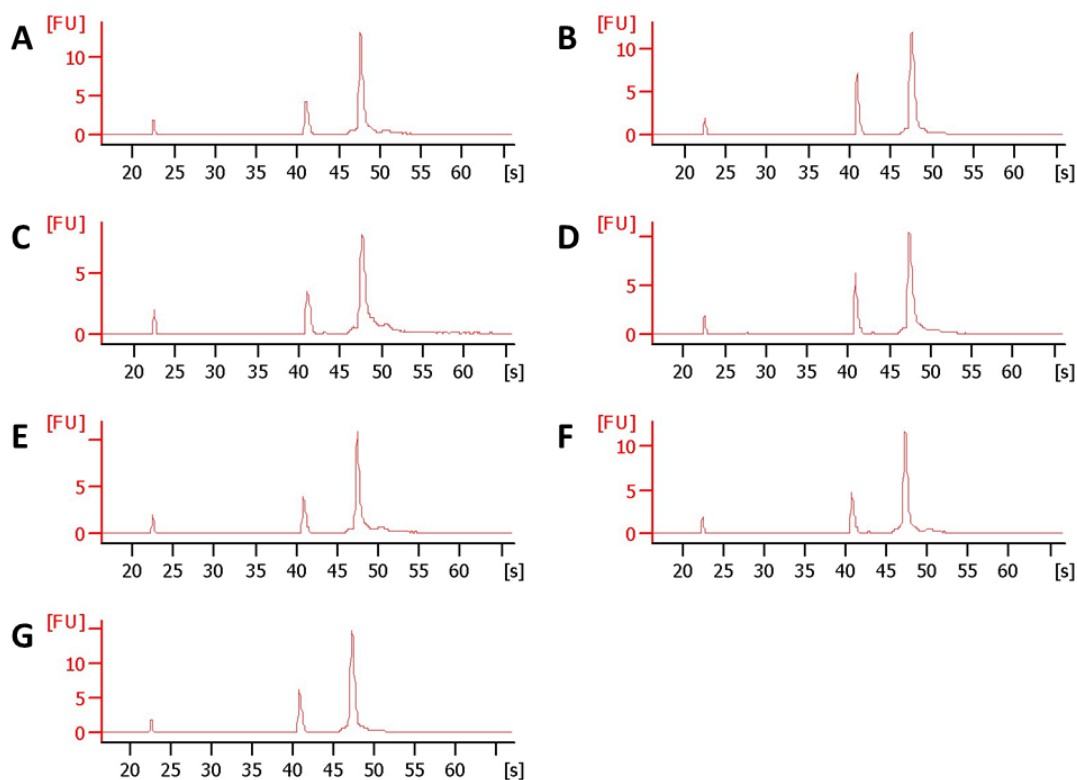 A [FU] 10 5 0 20 25 30 35 40 45 50 55 60 [s]
B [FU] 10 5 0 20 25 30 35 40 45 50 55 60 [s]
C [FU] 5 0 20 25 30 35 40 45 50 55 60 [s]
D [FU] 5 0 20 25 30 35 40 45 50 55 60 [s]
E [FU] 5 0 20 25 30 35 40 45 50 55 60 [s]
F [FU] 10 5 0 20 25 30 35 40 45 50 55 60 [s]
G [FU] 10 5 0 20 25 30 35 40 45 50 55 60 [s]